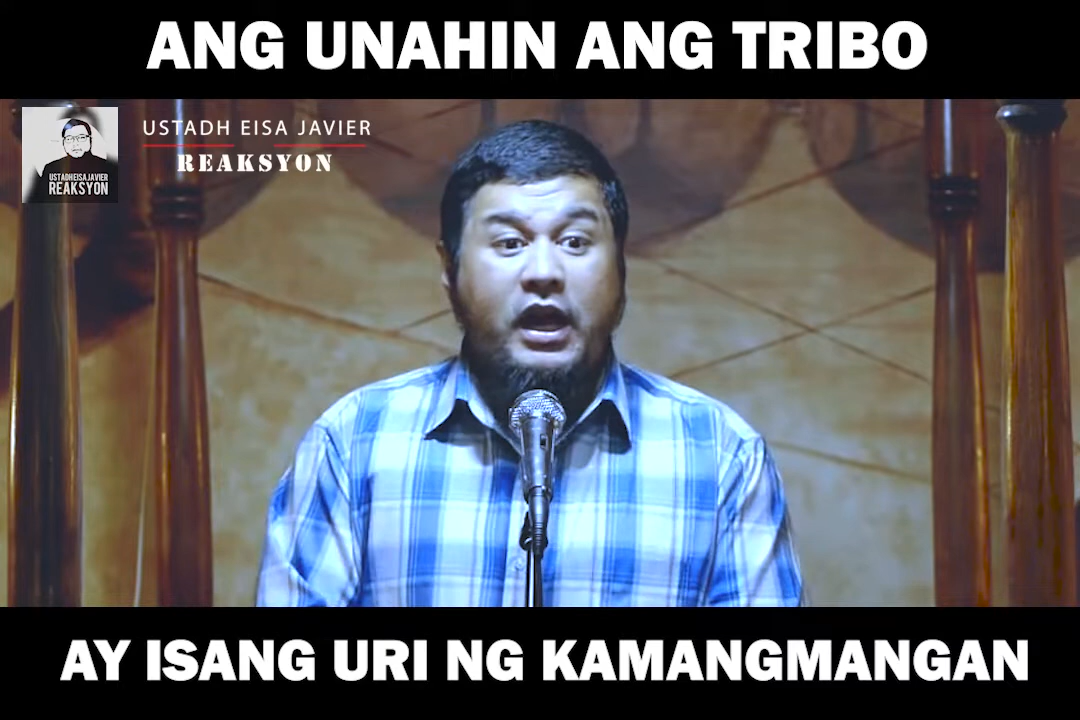 ANG UNAHIN ANG TRIBO
USTADH EISA JAVIER
REAKSYON
USTADHEISAJAVIER
REAKSYON
AY ISANG URI NG KAMANGMANGAN